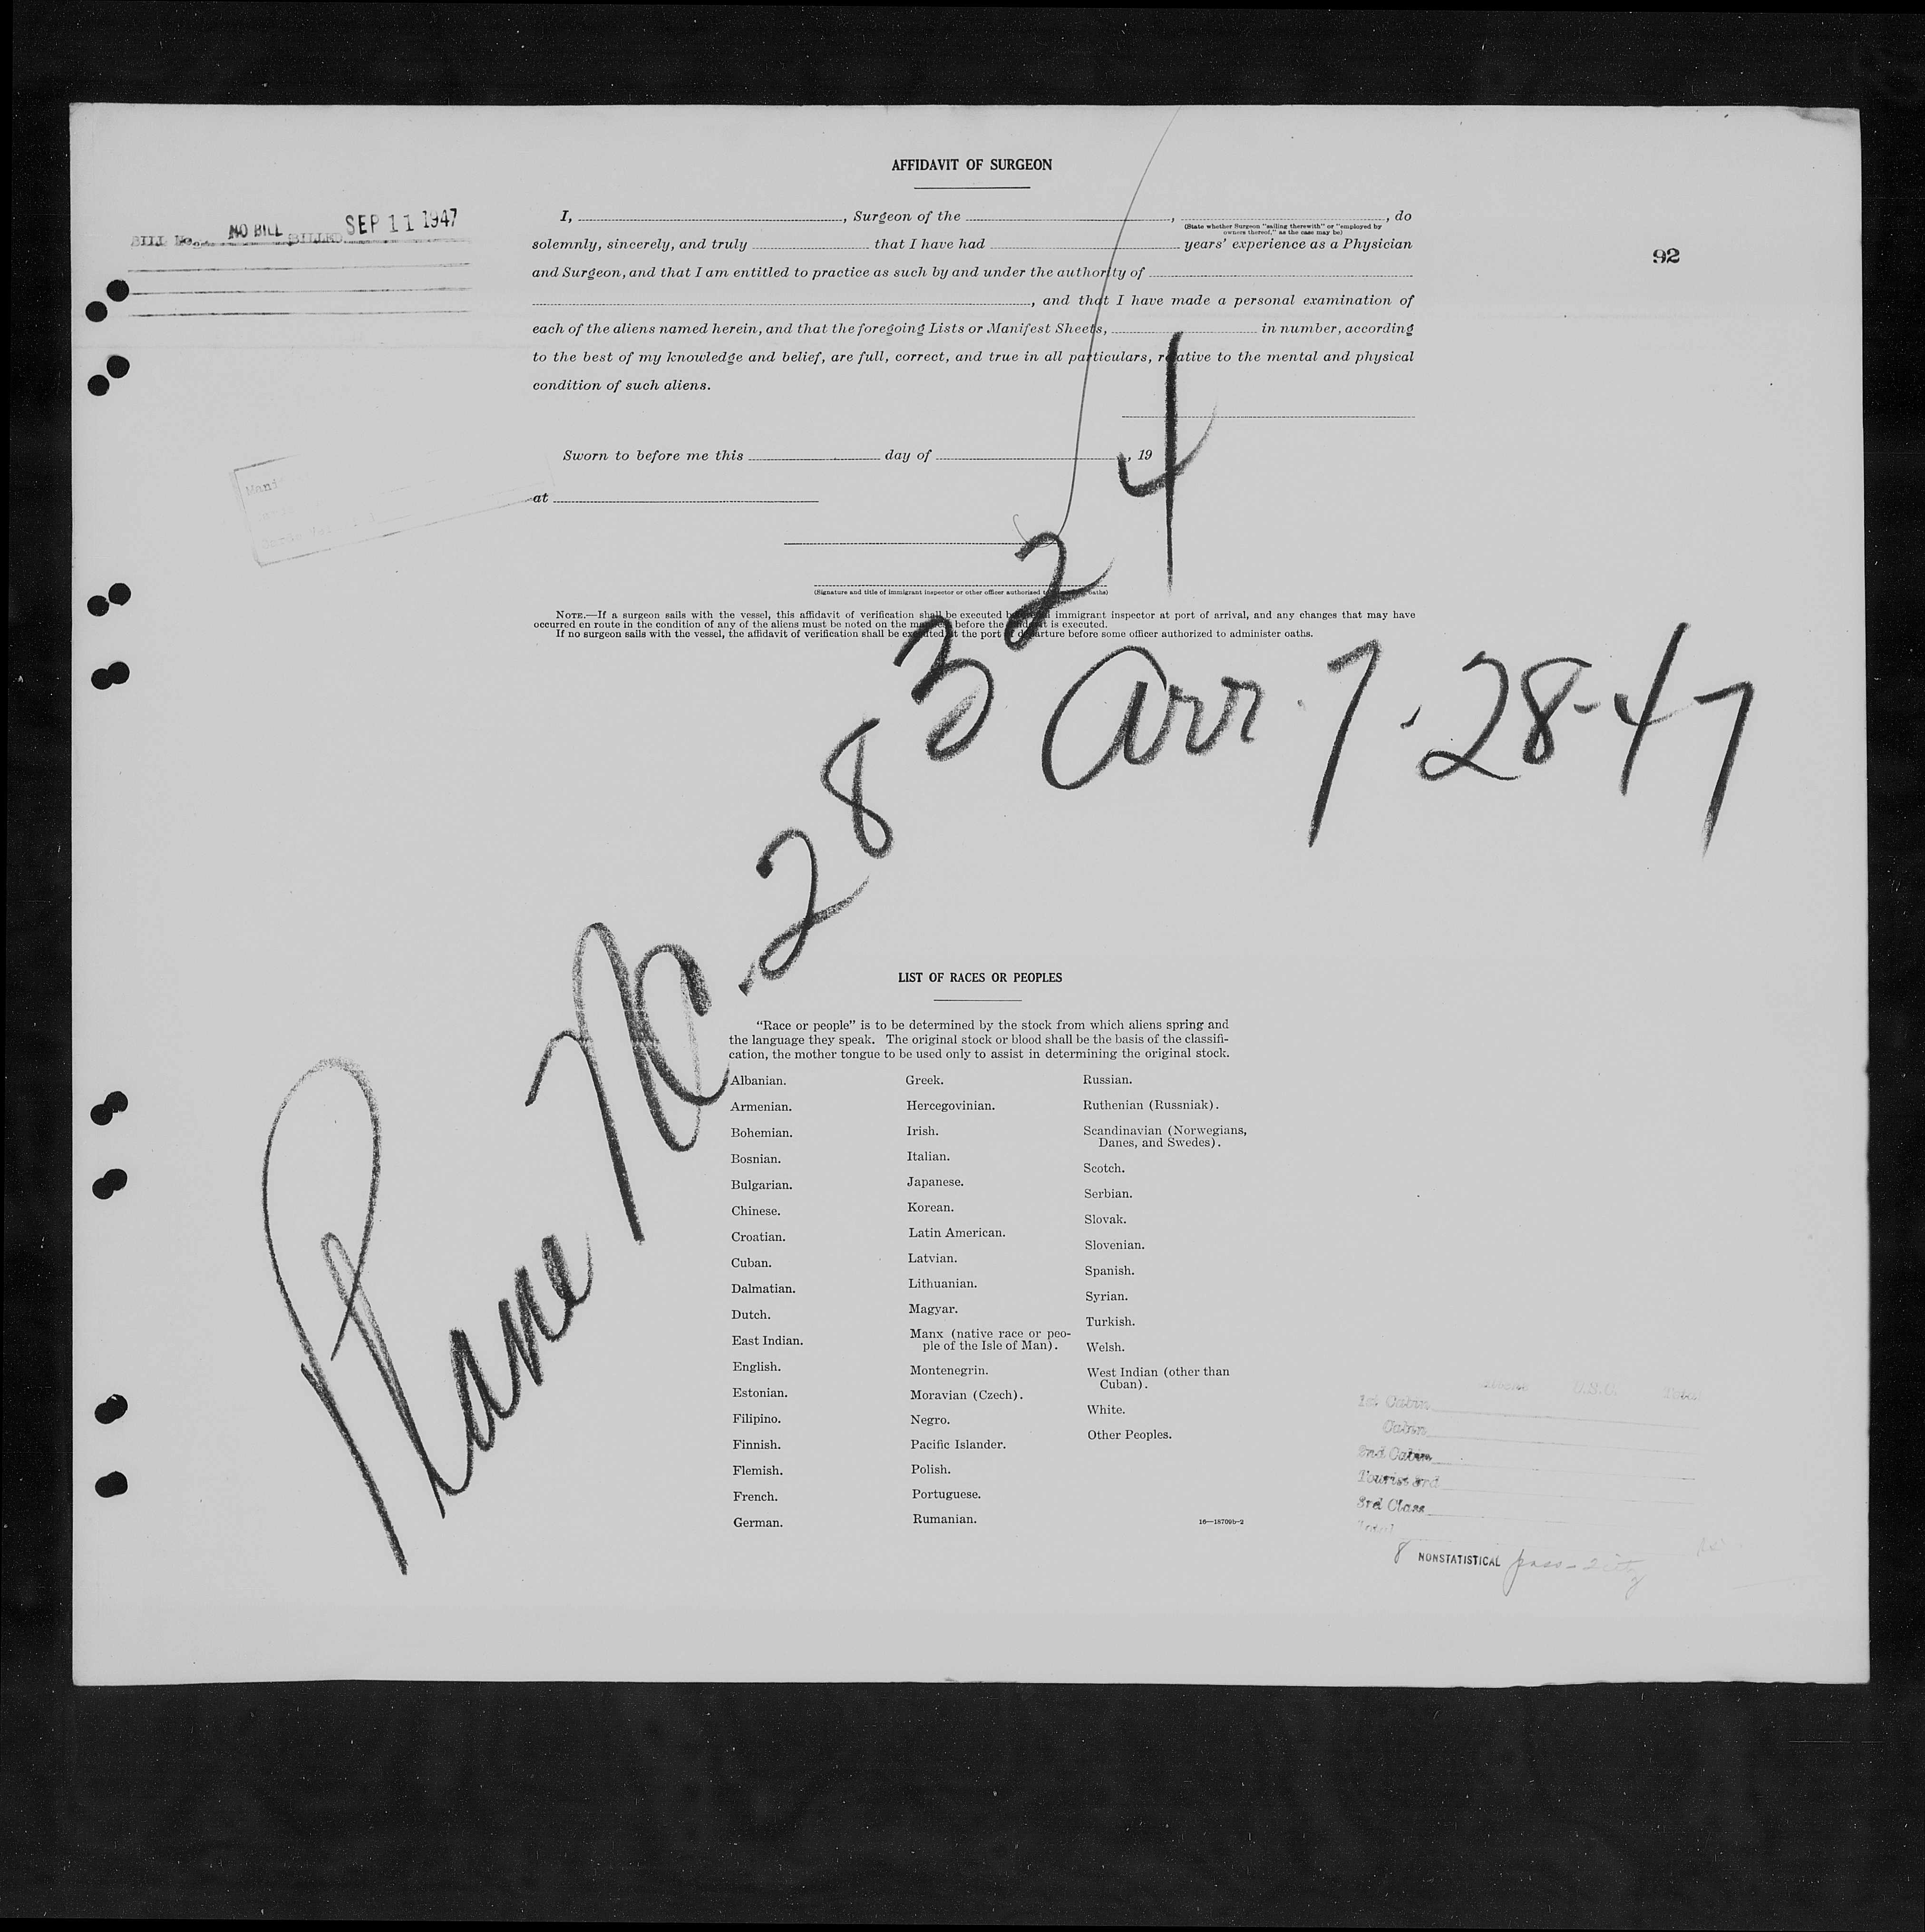 AFFIDAVIT OF SURGEON
BILL No. NO BILL BILLED SEP 11 1947
92
I, , Surgeon of the , , do
(State whether Surgeon "sailing therewith" or "employed by
owners thereof," as the case may be)
solemnly, sincerely, and truly that I have had years' experience as a Physician
and Surgeon, and that I am entitled to practice as such by and under the authority of
, and that I have made a personal examination of
each of the aliens named herein, and that the foregoing Lists or Manifest Sheets, in number, according
to the best of my knowledge and belief, are full, correct, and true in all particulars, relative to the mental and physical
condition of such aliens.
Sworn to before me this day of , 19
at
(Signature and title of immigrant inspector or other officer authorized to oaths)
NOTE.—If a surgeon sails with the vessel, this affidavit of verification shall be executed immigrant inspector at port of arrival, and any changes that may have
occurred en route in the condition of any of the aliens must be noted on the before the is executed.
If no surgeon sails with the vessel, the affidavit of verification shall be executed at the port of departure before some officer authorized to administer oaths.
Plane NC-28324
Arr. 7-28-47
LIST OF RACES OR PEOPLES
"Race or people" is to be determined by the stock from which aliens spring and
the language they speak. The original stock or blood shall be the basis of the classifi-
cation, the mother tongue to be used only to assist in determining the original stock.
Albanian.
Armenian.
Bohemian.
Bosnian.
Bulgarian.
Chinese.
Croatian.
Cuban.
Dalmatian.
Dutch.
East Indian.
English.
Estonian.
Filipino.
Finnish.
Flemish.
French.
German.
Greek.
Hercegovinian.
Irish.
Italian.
Japanese.
Korean.
Latin American.
Latvian.
Lithuanian.
Magyar.
Manx (native race or peo-
ple of the Isle of Man).
Montenegrin.
Moravian (Czech).
Negro.
Pacific Islander.
Polish.
Portuguese.
Rumanian.
Russian.
Ruthenian (Russniak).
Scandinavian (Norwegians,
Danes, and Swedes).
Scotch.
Serbian.
Slovak.
Slovenian.
Spanish.
Syrian.
Turkish.
Welsh.
West Indian (other than
Cuban).
White.
Other Peoples.
16—18709b-2
U.S.C. Total
1st Cabin
Cabin
2nd Cabin
Tourist 3rd
3rd Class
Total
8 NONSTATISTICAL